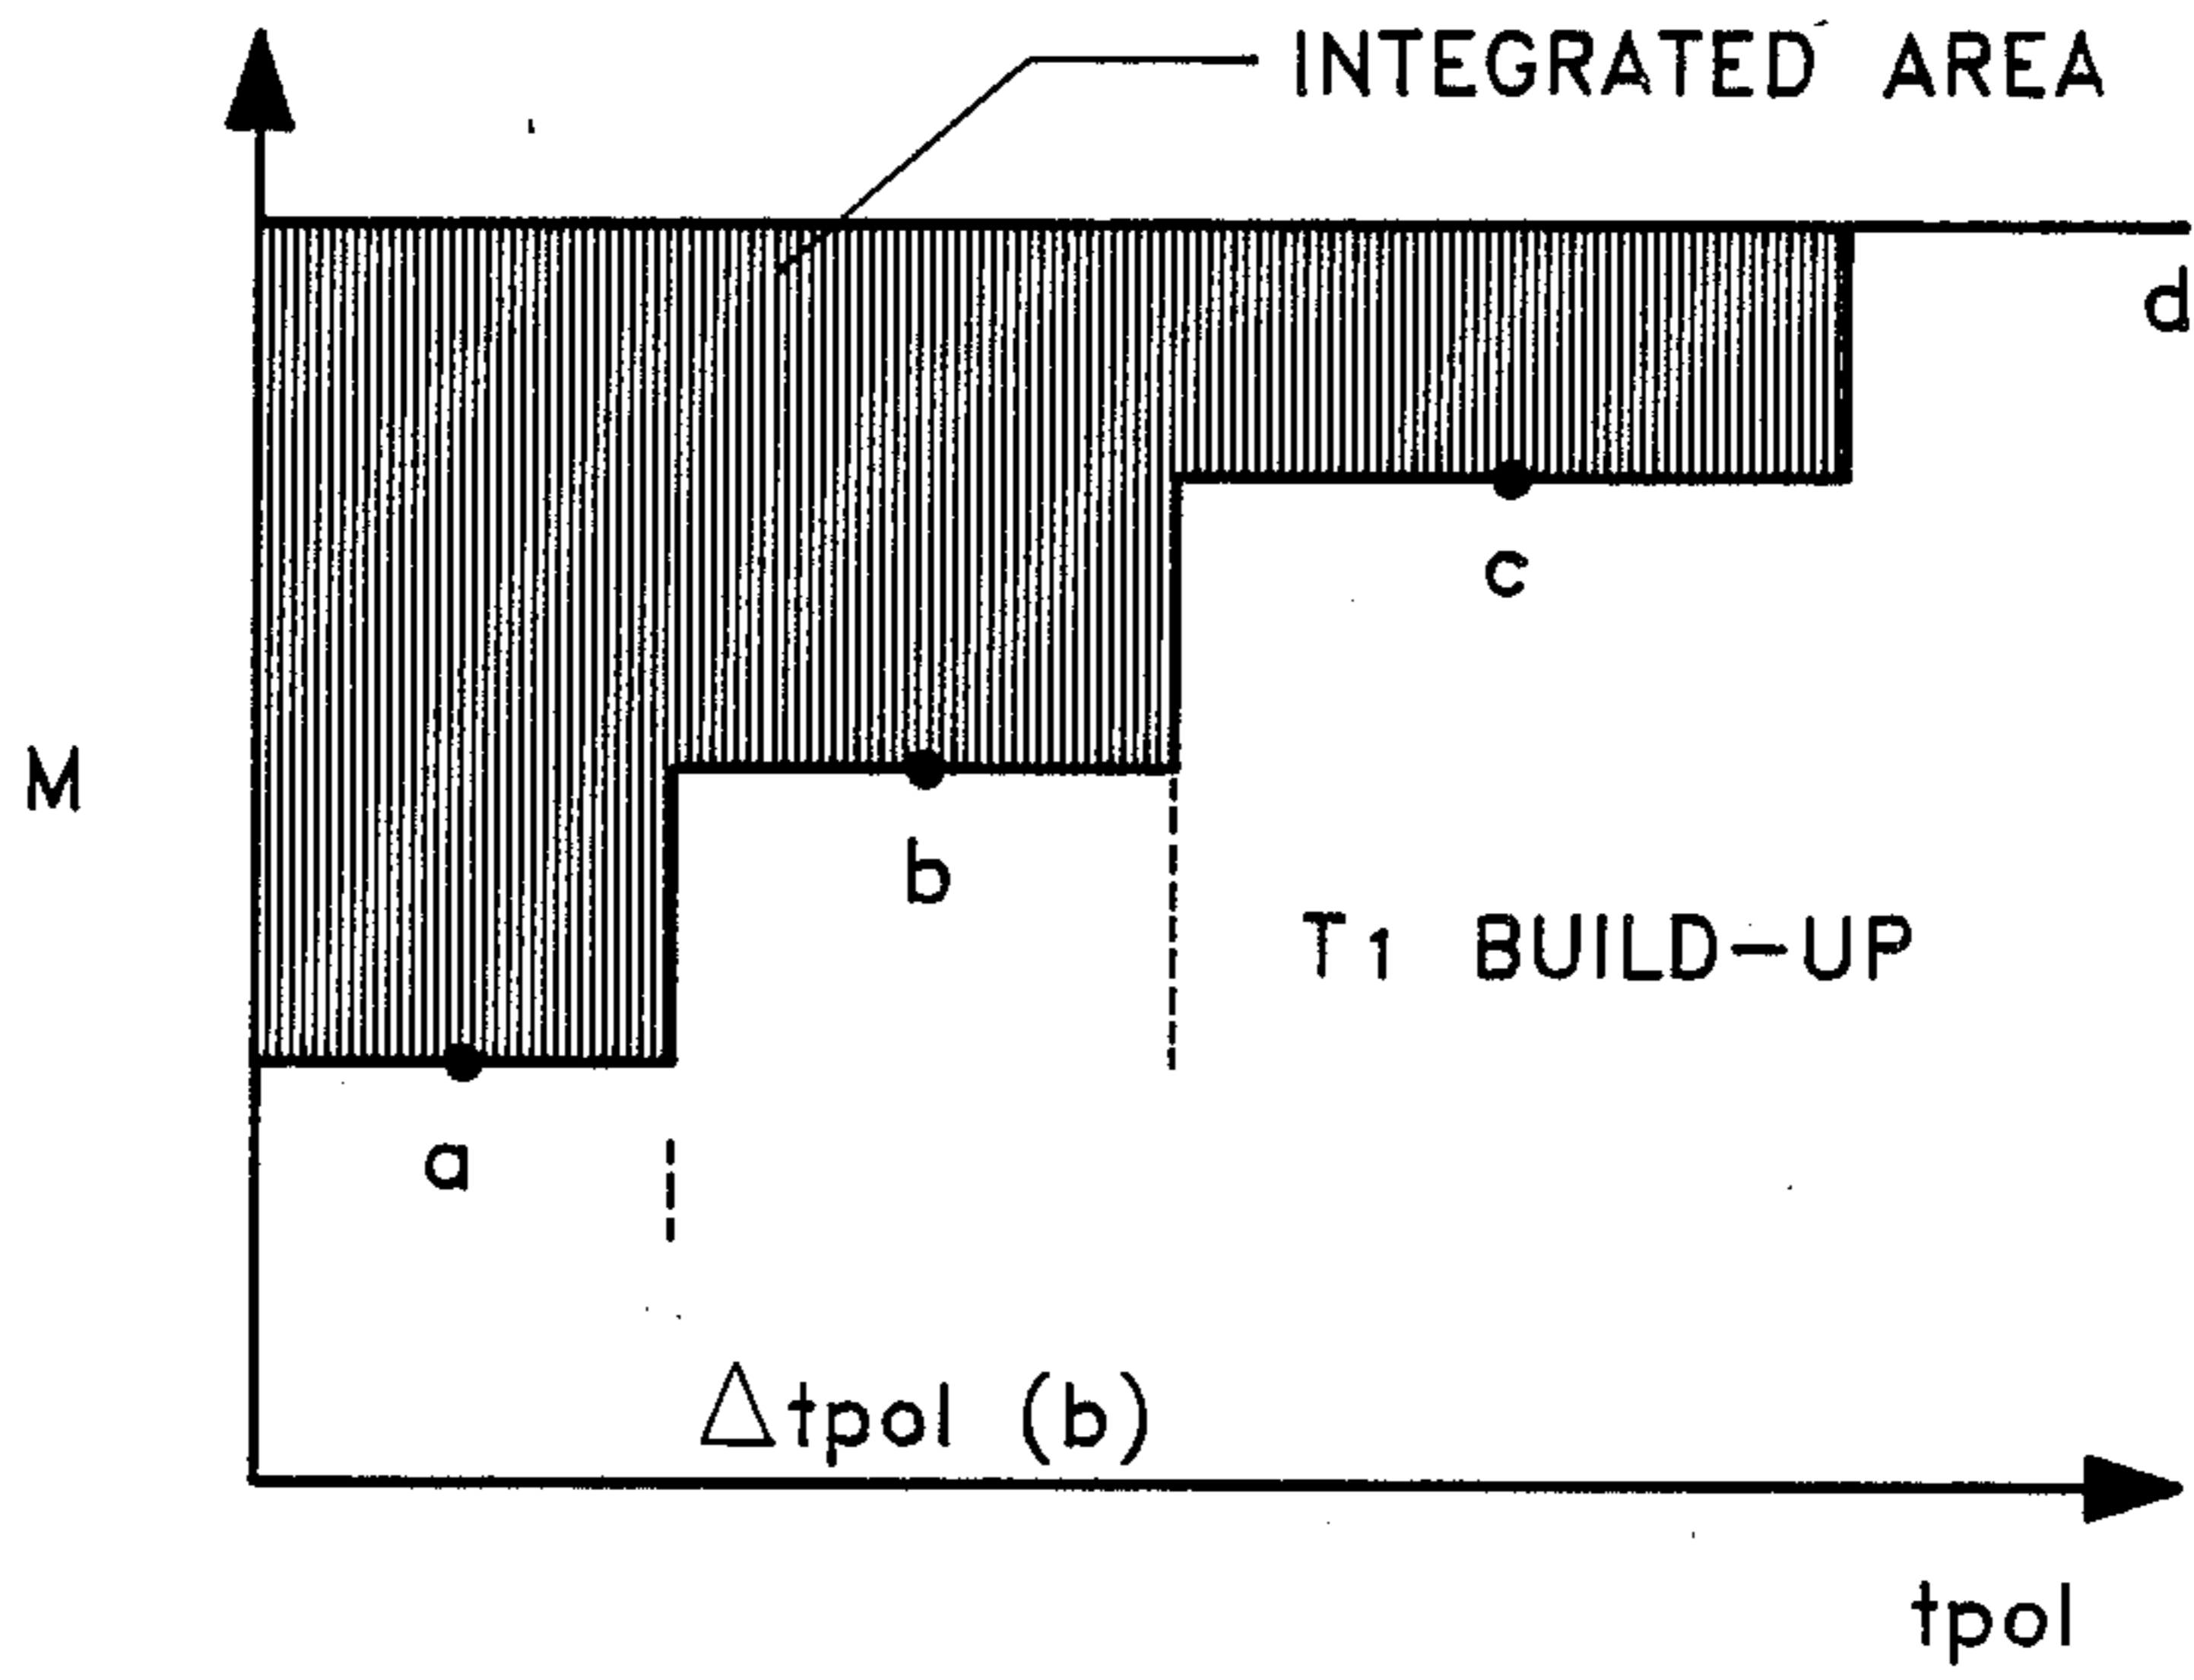 INTEGRATED AREA
d
c
M
b
T1 BUILD-UP
a
Δtpol (b)
tpol